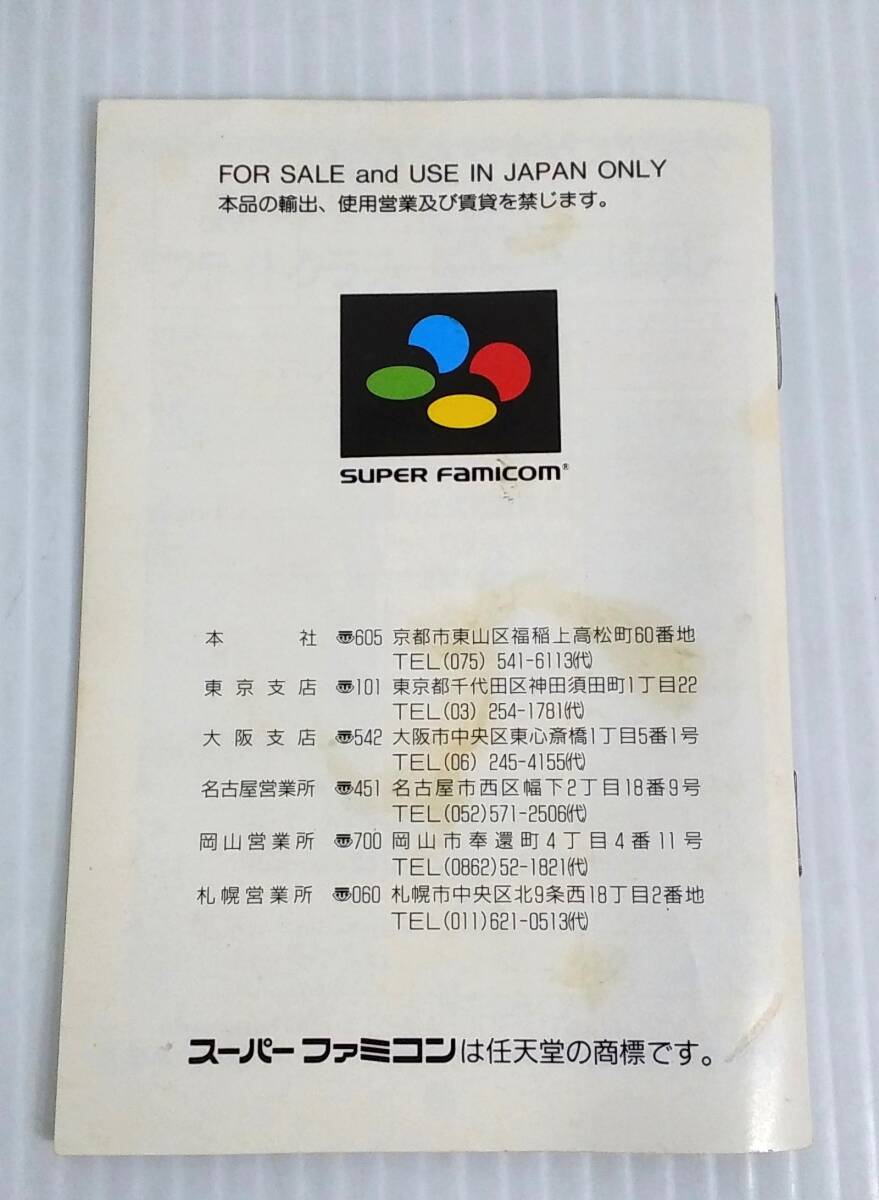 FOR SALE and USE IN JAPAN ONLY
本品の輸出、使用営業及び賃貸を禁じます。
SUPER FAMICOM®
本社 〠605 京都市東山区福稲上高松町60番地
TEL(075) 541-6113㈹
東京支店 〠101 東京都千代田区神田須田町1丁目22
TEL(03) 254-1781㈹
大阪支店 〠542 大阪市中央区東心斎橋1丁目5番1号
TEL(06) 245-4155㈹
名古屋営業所 〠451 名古屋市西区幅下2丁目18番9号
TEL(052)571-2506㈹
岡山営業所 〠700 岡山市奉還町4丁目4番11号
TEL(0862)52-1821㈹
札幌営業所 〠060 札幌市中央区北9条西18丁目2番地
TEL(011)621-0513㈹
スーパーファミコンは任天堂の商標です。